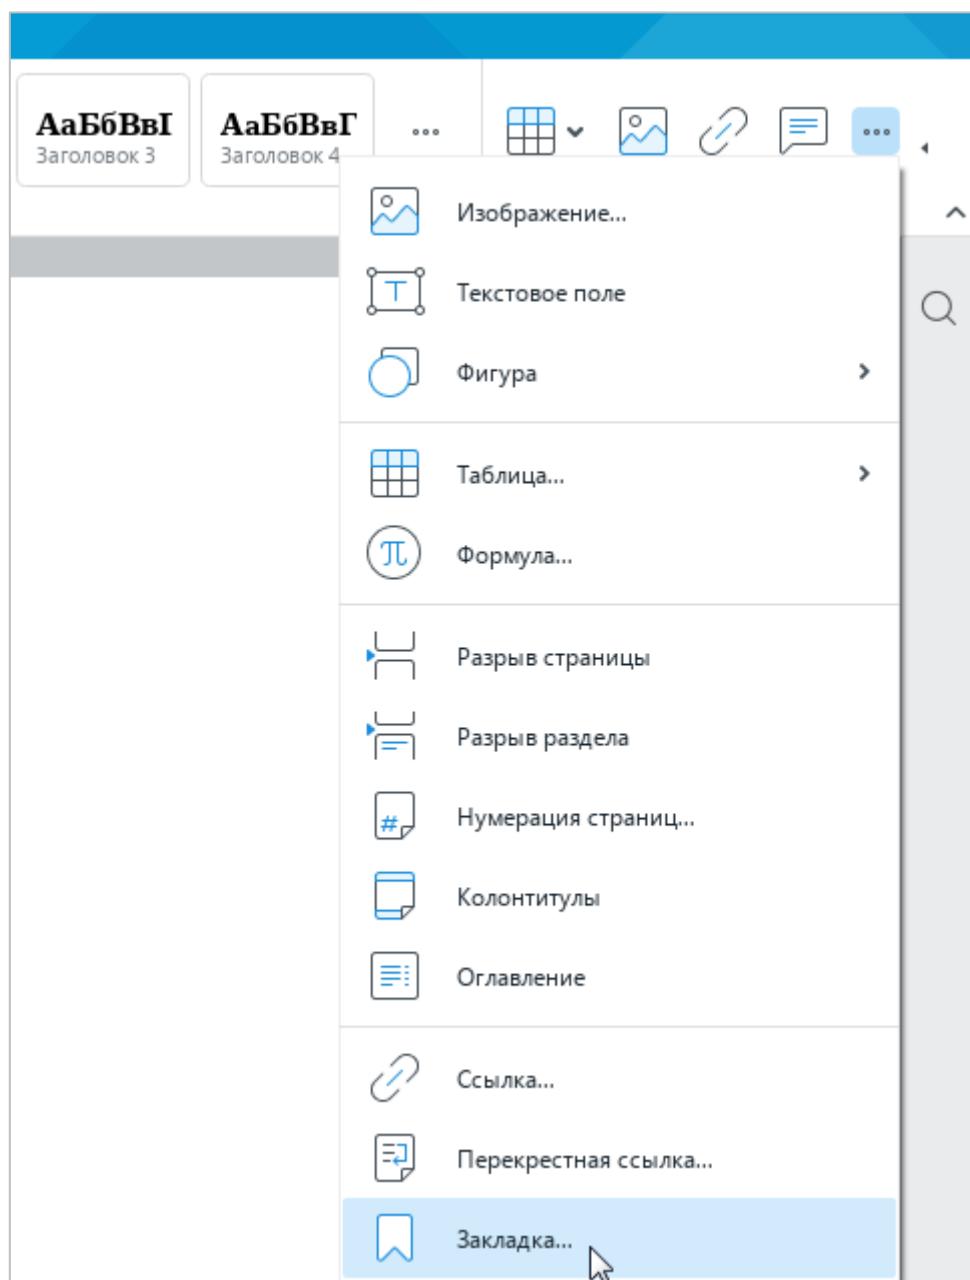 АаБбВвГ
АаБбВвГ
Заголовок 3
Заголовок 4
Изображение...
Текстовое поле
Фигура
Таблица...
Формула...
Разрыв страницы
Разрыв раздела
Нумерация страниц...
Колонтитулы
Оглавление
Ссылка...
Перекрестная ссылка...
Закладка...